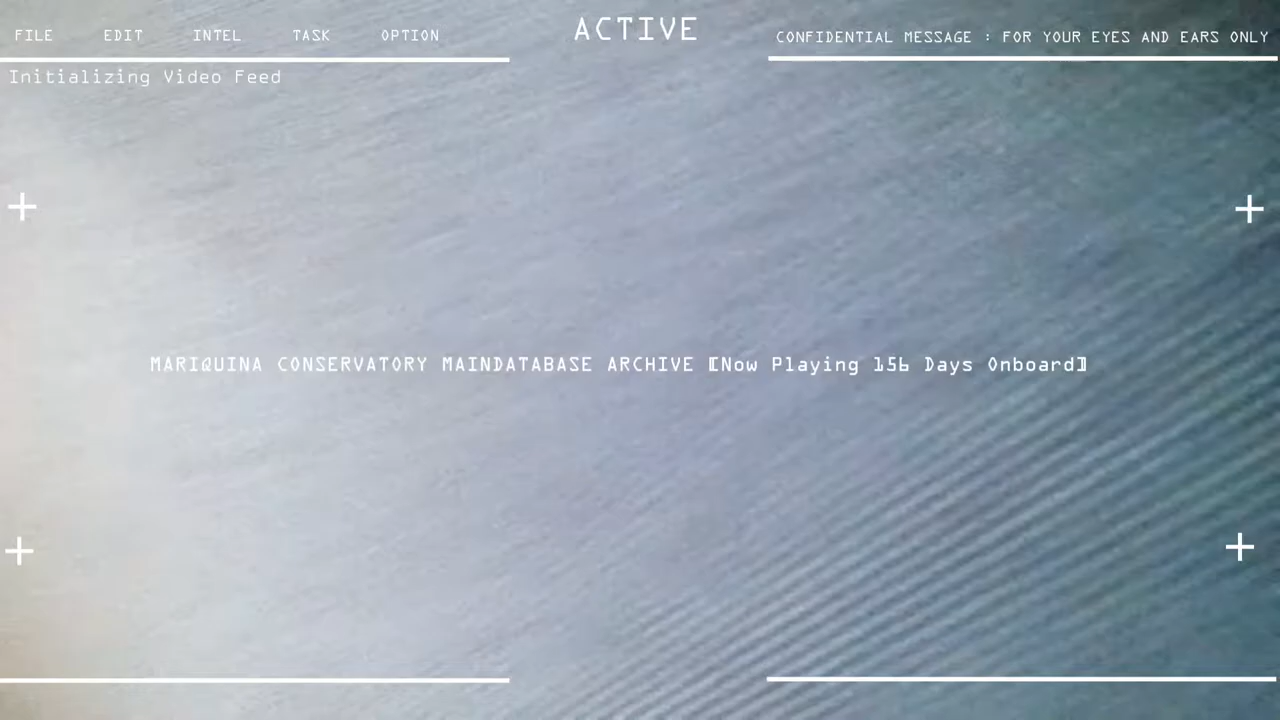 FILE EDIT INTEL TASK OPTION
ACTIVE
CONFIDENTIAL MESSAGE : FOR YOUR EYES AND EARS ONLY
Initializing Video Feed
MARIQUINA CONSERVATORY MAINDATABASE ARCHIVE [Now Playing 156 Days Onboard]